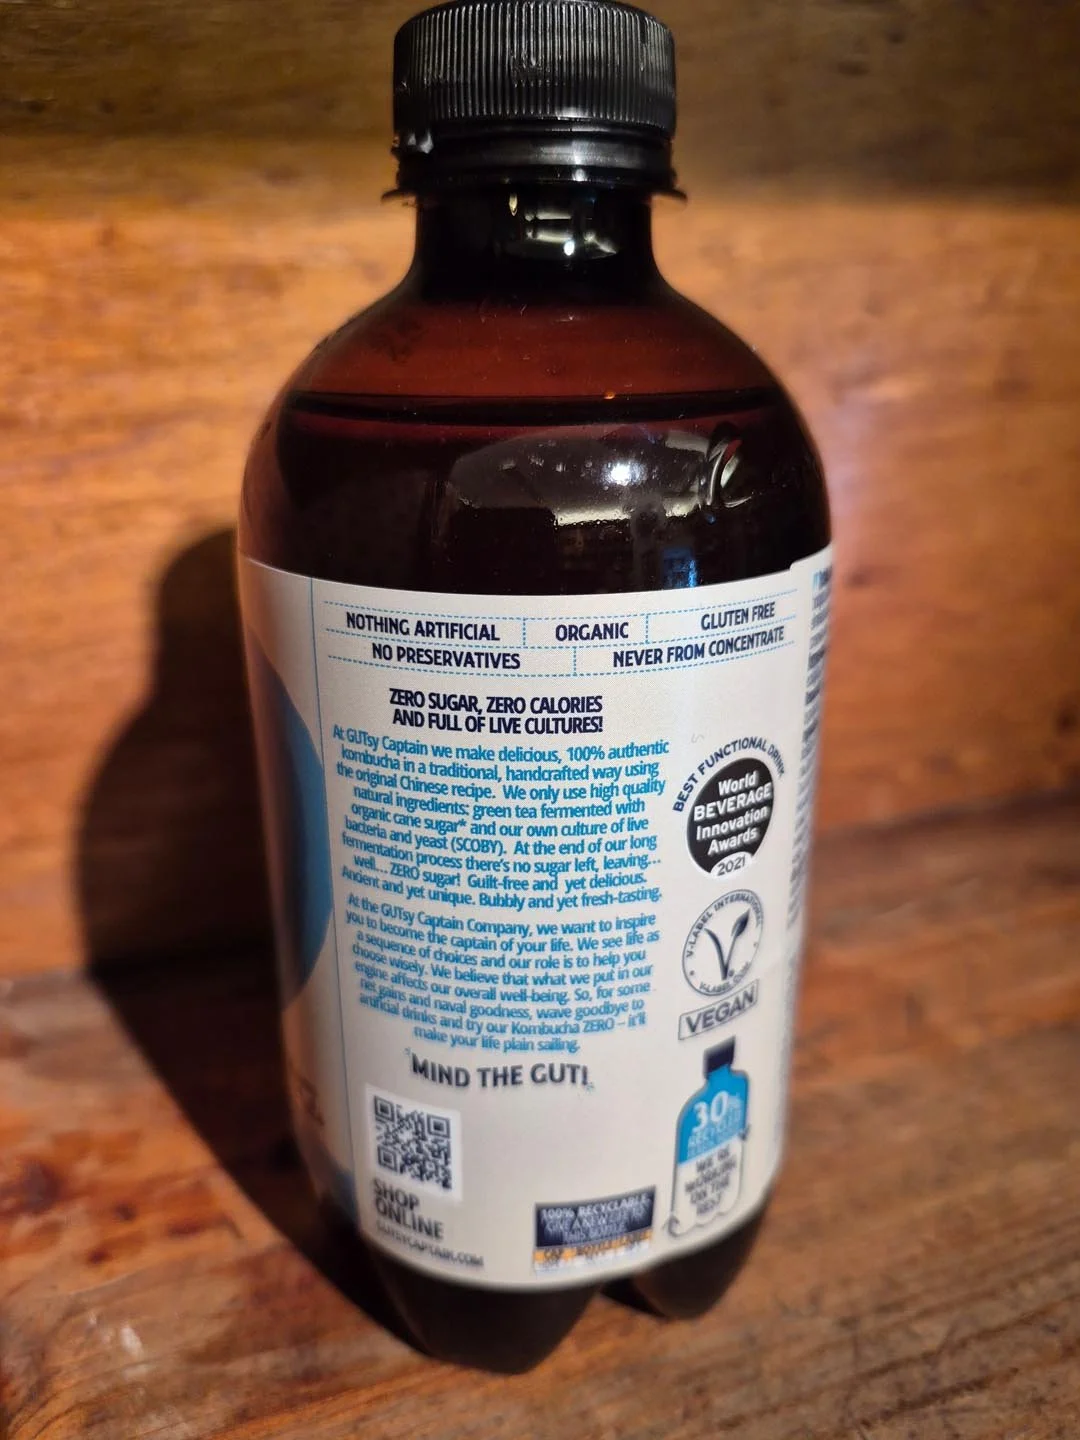 NOTHING ARTIFICIAL
ORGANIC
GLUTEN FREE
NO PRESERVATIVES
NEVER FROM CONCENTRATE
ZERO SUGAR, ZERO CALORIES
AND FULL OF LIVE CULTURES!
At GUTsy Captain we make delicious, 100% authentic
kombucha in a traditional, handcrafted way using
the original Chinese recipe. We only use high quality
natural ingredients: green tea fermented with
organic cane sugar* and our own culture of live
bacteria and yeast (SCOBY). At the end of our long
fermentation process there's no sugar left, leaving...
well... ZERO sugar! Guilt-free and yet delicious.
Ancient and yet unique. Bubbly and yet fresh-tasting.
At the GUTsy Captain Company, we want to inspire
you to become the captain of your life. We see life as
a sequence of choices and our role is to help you
choose wisely. We believe that what we put in our
engine affects our overall well-being. So, for some
net gains and naval goodness, wave goodbye to
artificial drinks and try our Kombucha ZERO – it'll
make your life plain sailing.
MIND THE GUT!
SHOP
ONLINE
GUTSYCAPTAIN.COM
BEST FUNCTIONAL DRINK
World
BEVERAGE
Innovation
Awards
2021
V-LABEL INTERNATIONAL
V-LABEL.COM
VEGAN
30%
RECYCLED
WE'RE
WORKING
ON THE
REST
100% RECYCLABLE.
GIVE A NEW LIFE TO
THIS BOTTLE